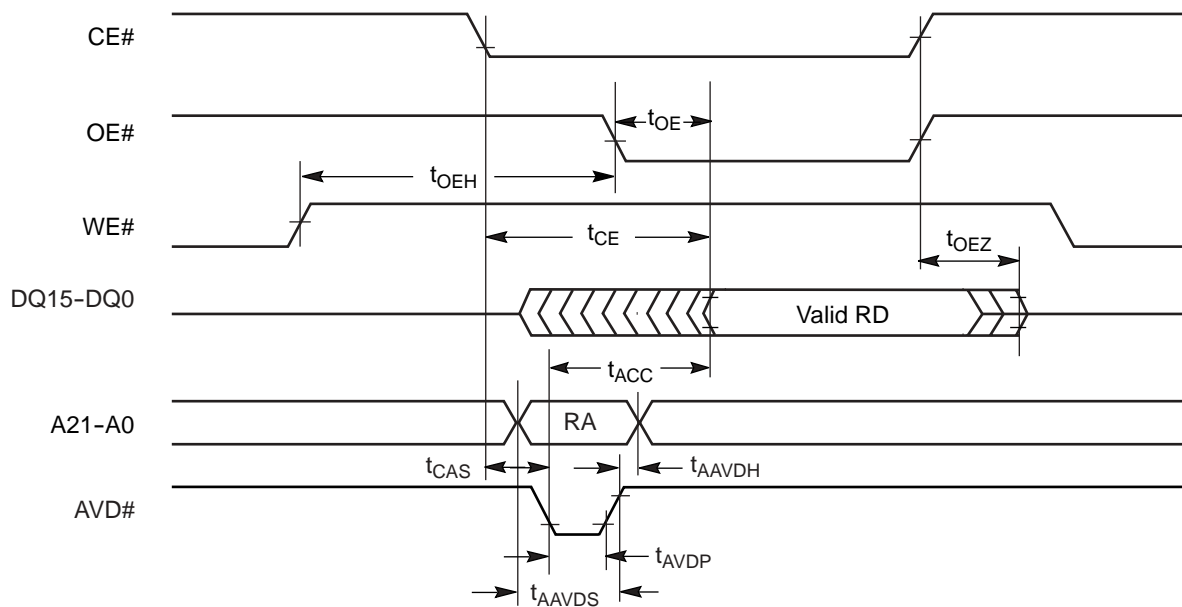 CE#
OE#
tOE
tOEH
WE#
tCE
tOEZ
DQ15-DQ0
Valid RD
tACC
A21-A0
RA
tCAS
tAAVDH
AVD#
tAVDP
tAAVDS